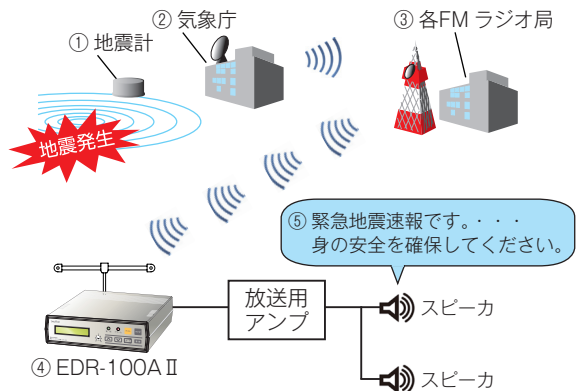 ① 地震計
② 気象庁
③ 各FM ラジオ局
地震発生
⑤ 緊急地震速報です。・・・
身の安全を確保してください。
放送用
アンプ
スピーカ
④ EDR-100AⅡ
スピーカ